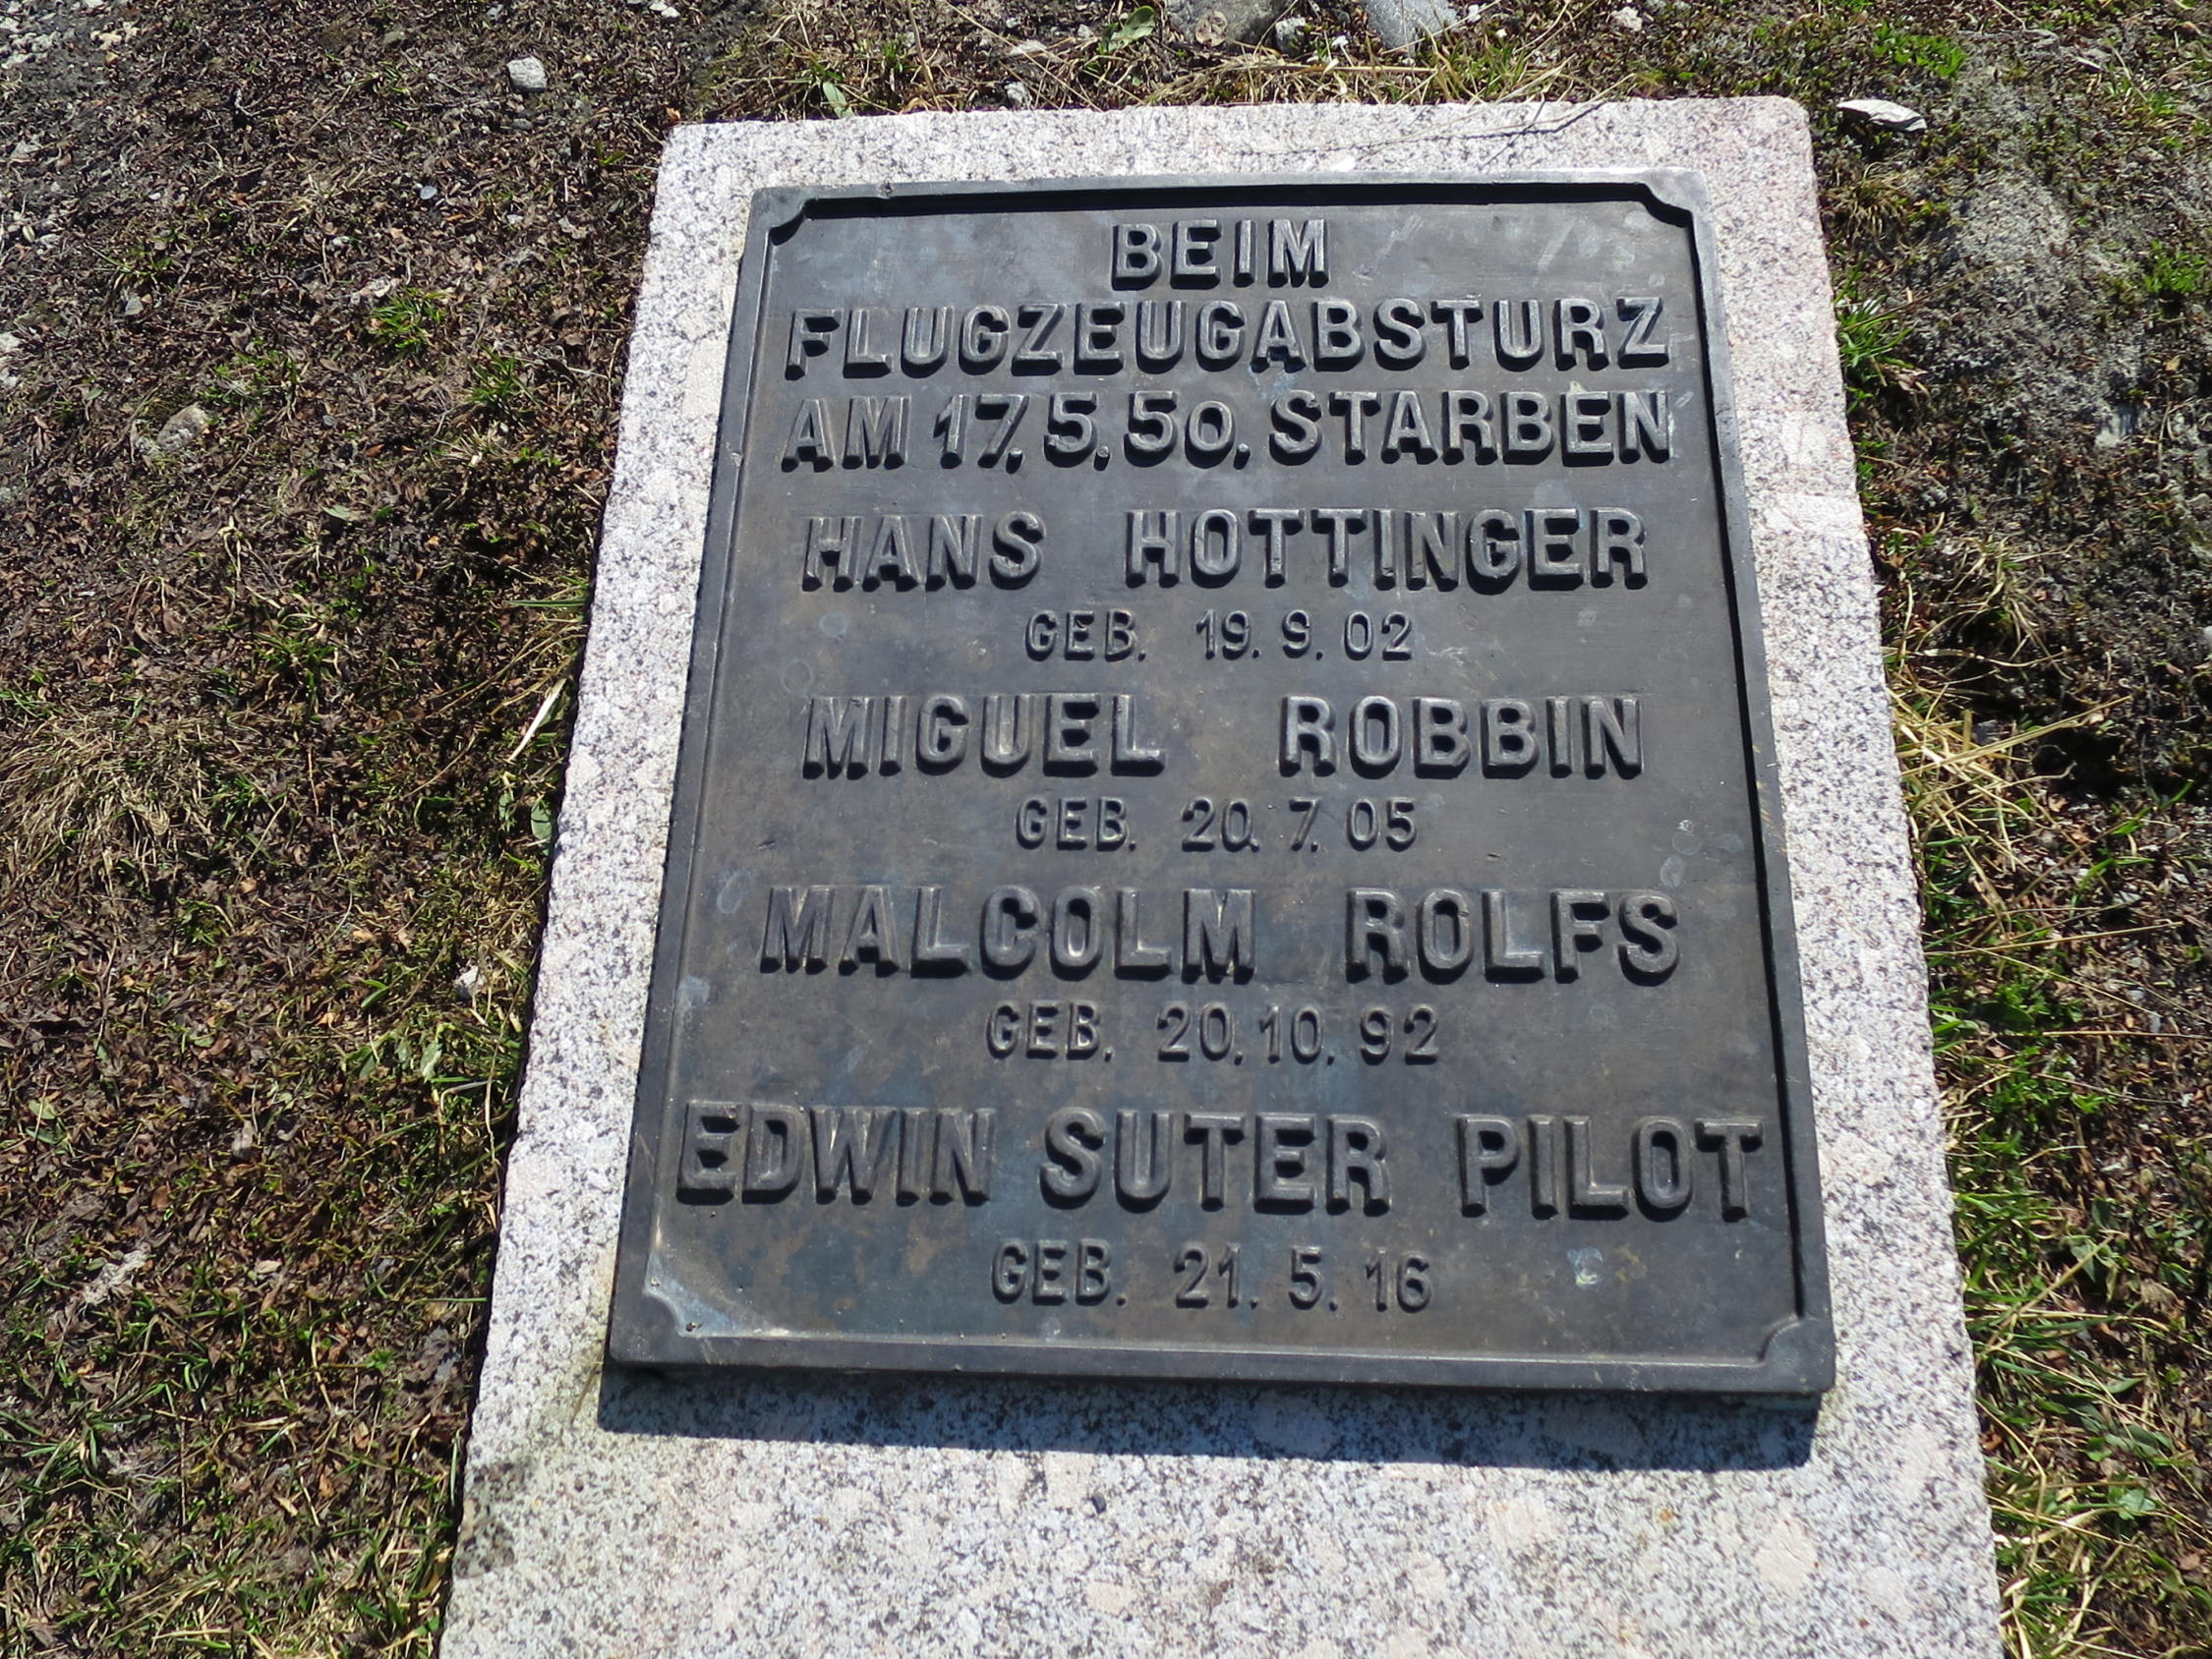 BEIM
FLUGZEUGABSTURZ
AM 17.5.50. STARBEN
HANS HOTTINGER
GEB. 19. 9. 02
MIGUEL ROBBIN
GEB. 20. 7. 05
MALCOLM ROLFS
GEB. 20. 10. 92
EDWIN SUTER PILOT
GEB. 21. 5. 16